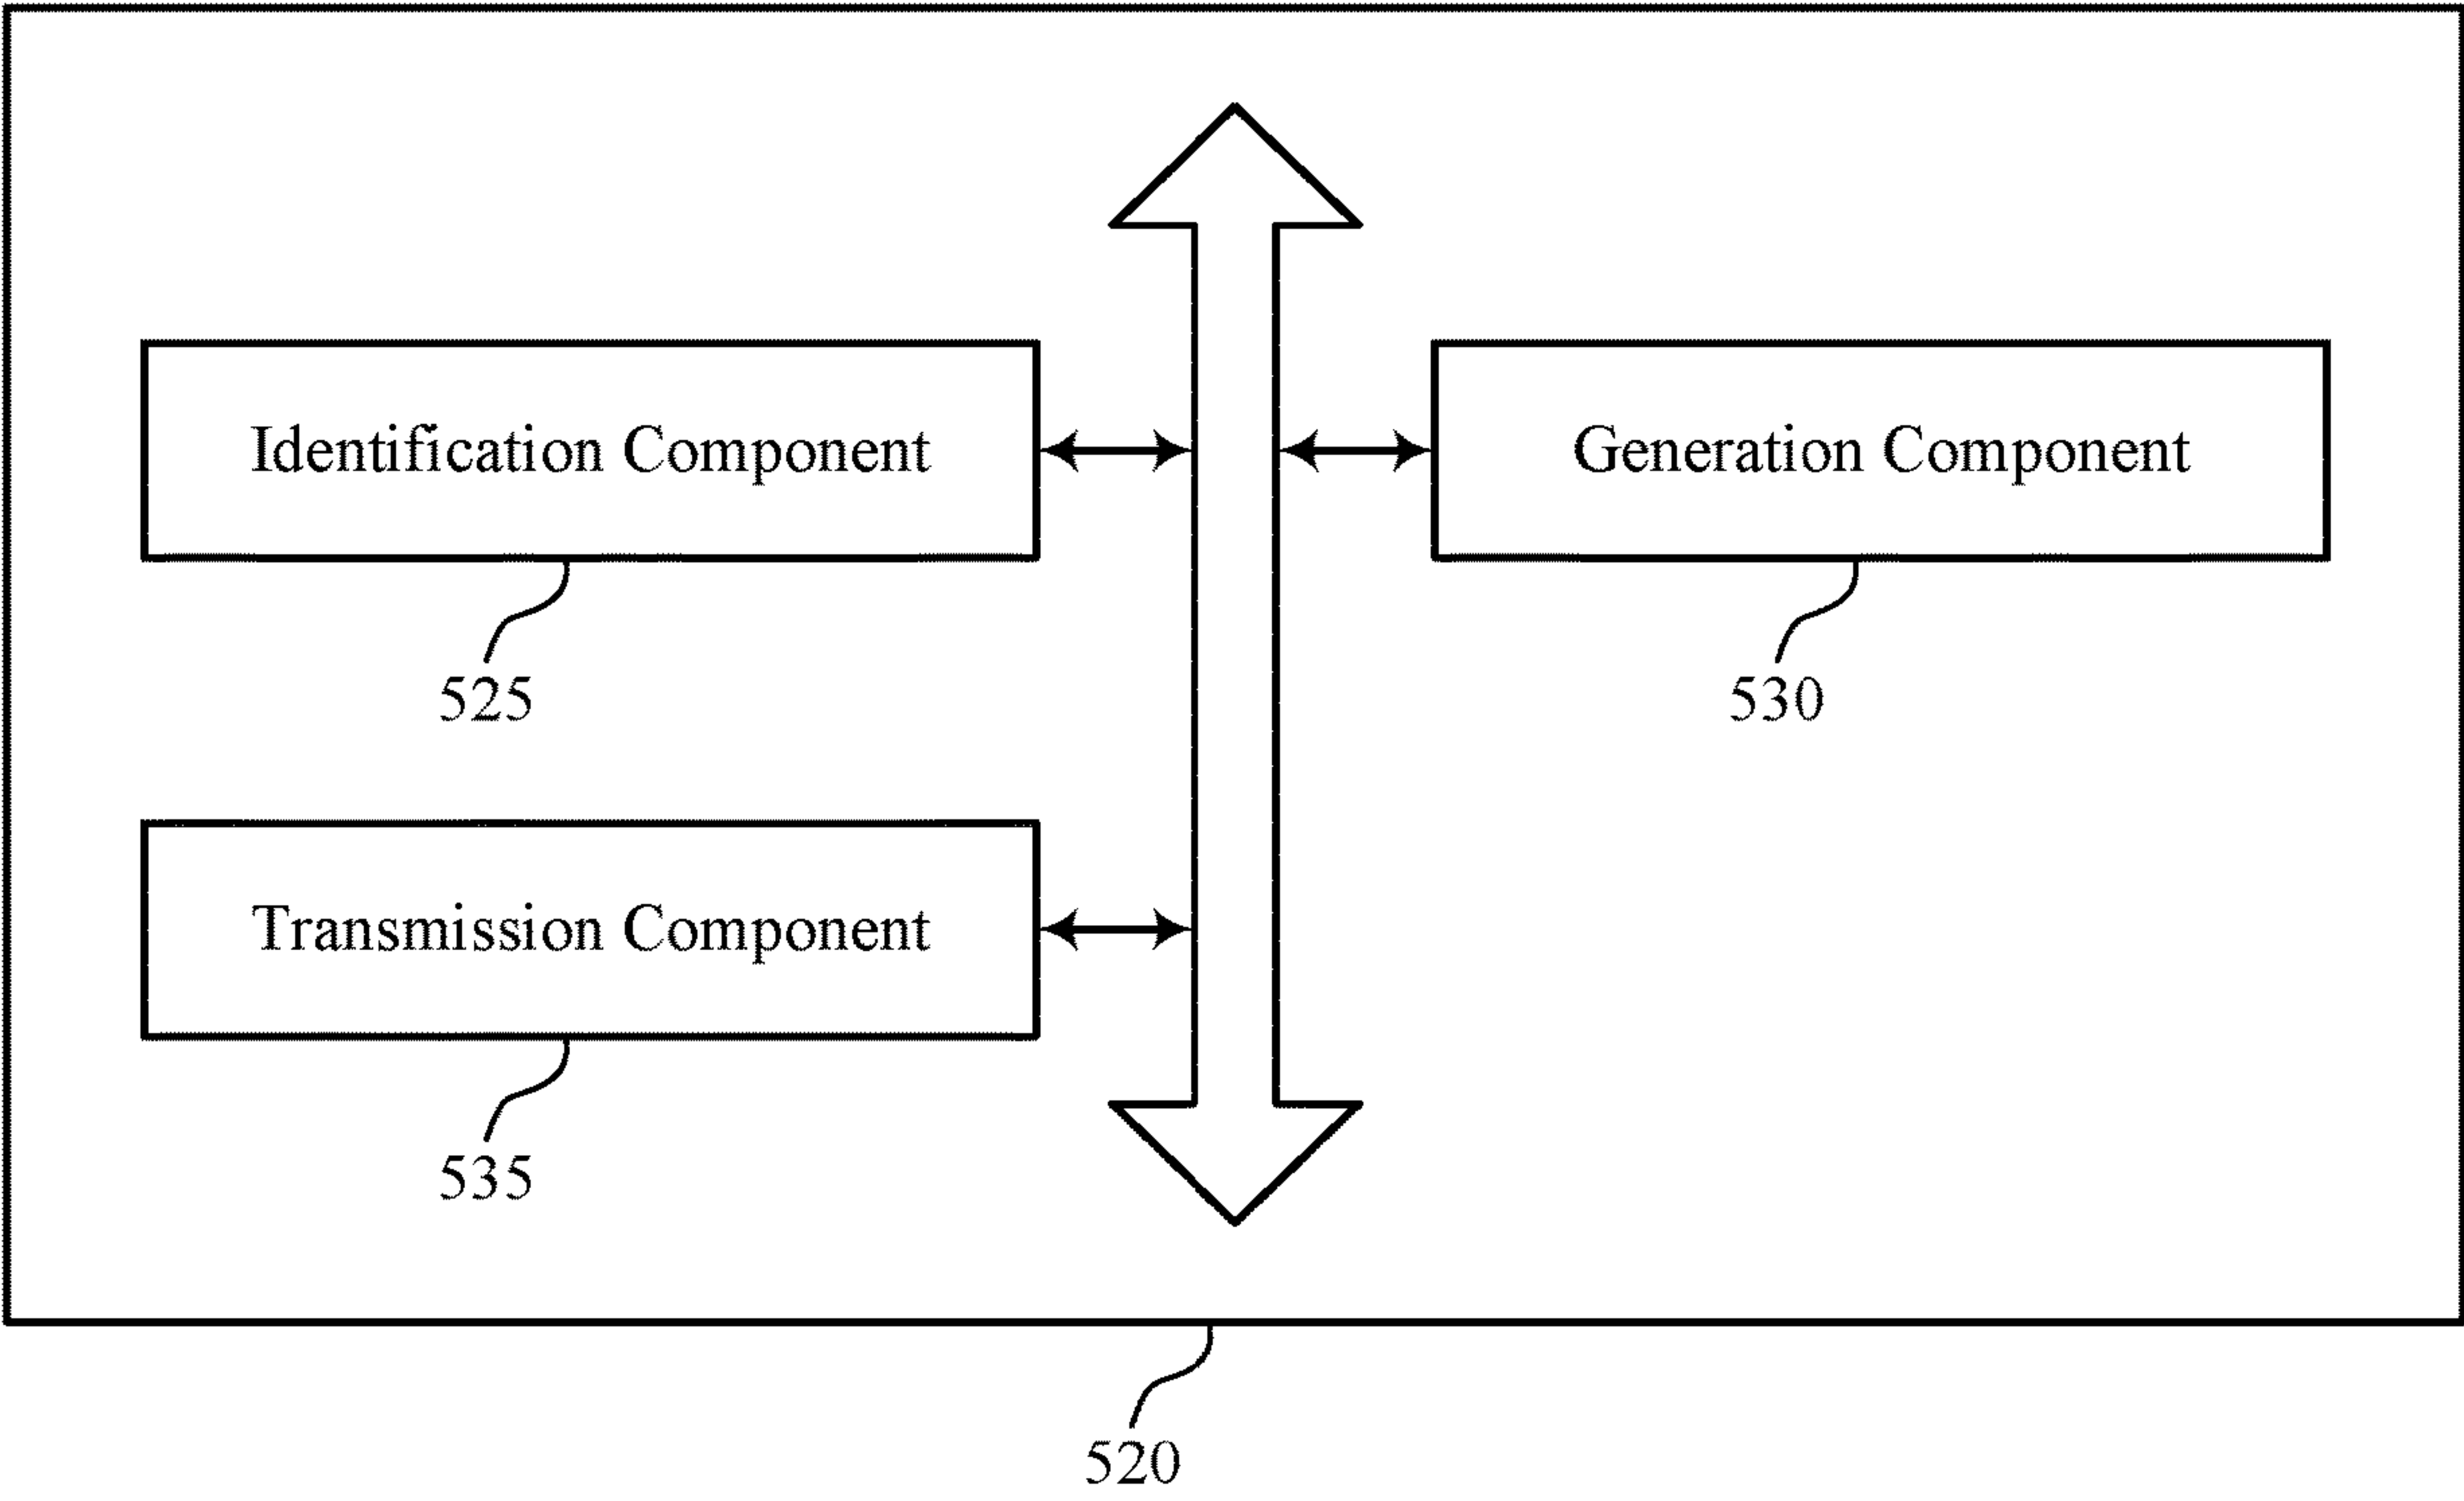 Identification Component
Generation Component
525
530
Transmission Component
535
520